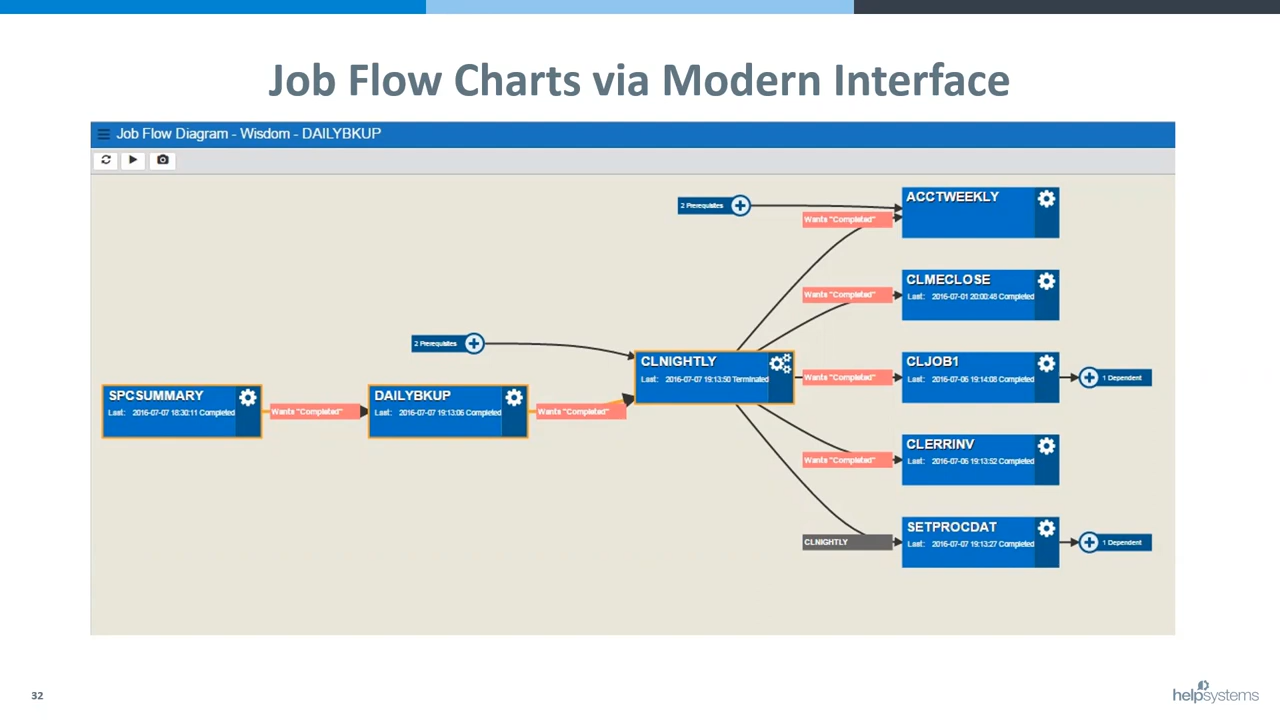 Job Flow Charts via Modern Interface
Job Flow Diagram - Wisdom - DAILYBKUP
2 Prerequisites
Wants "Completed"
ACCTWEEKLY
Wants "Completed"
CLMECLOSE
Last: 2016-07-01 20:00:48 Completed
2 Prerequisites
CLNIGHTLY
Last: 2016-07-07 19:13:50 Terminated
Wants "Completed"
CLJOB1
Last: 2016-07-06 19:14:08 Completed
1 Dependent
SPCSUMMARY
Last: 2016-07-07 18:30:11 Completed
Wants "Completed"
DAILYBKUP
Last: 2016-07-07 19:13:06 Completed
Wants "Completed"
Wants "Completed"
CLERRINV
Last: 2016-07-06 19:13:52 Completed
CLNIGHTLY
SETPROCDAT
Last: 2016-07-07 19:13:27 Completed
1 Dependent
32
helpsystems